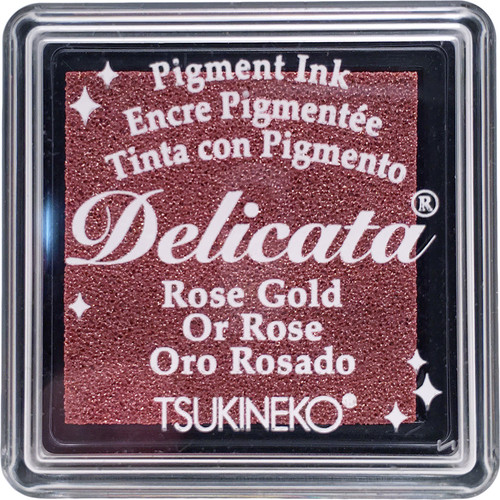 Pigment Ink
Encre Pigmentée
Tinta con Pigmento
Delicata®
Rose Gold
Or Rose
Oro Rosado
TSUKINEKO®